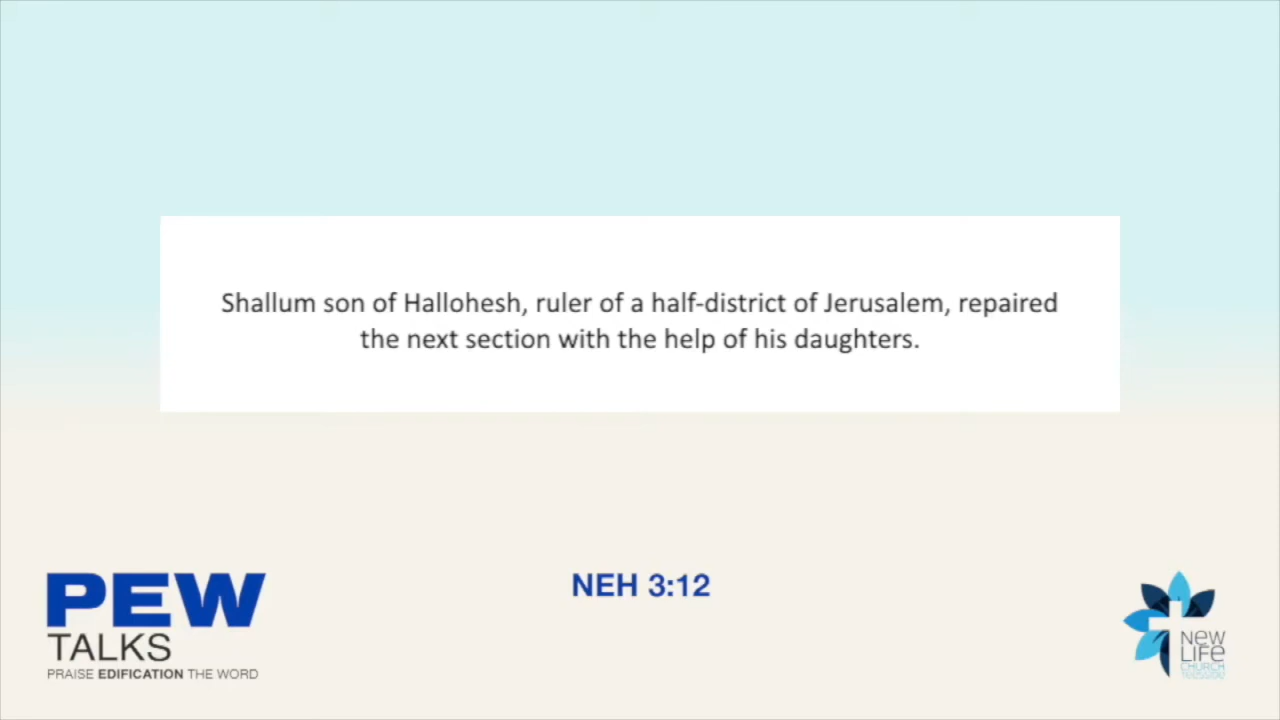 Shallum son of Hallohesh, ruler of a half-district of Jerusalem, repaired
the next section with the help of his daughters.
PEW
TALKS
PRAISE EDIFICATION THE WORD
NEH 3:12
NEW
LIFE
CHURCH